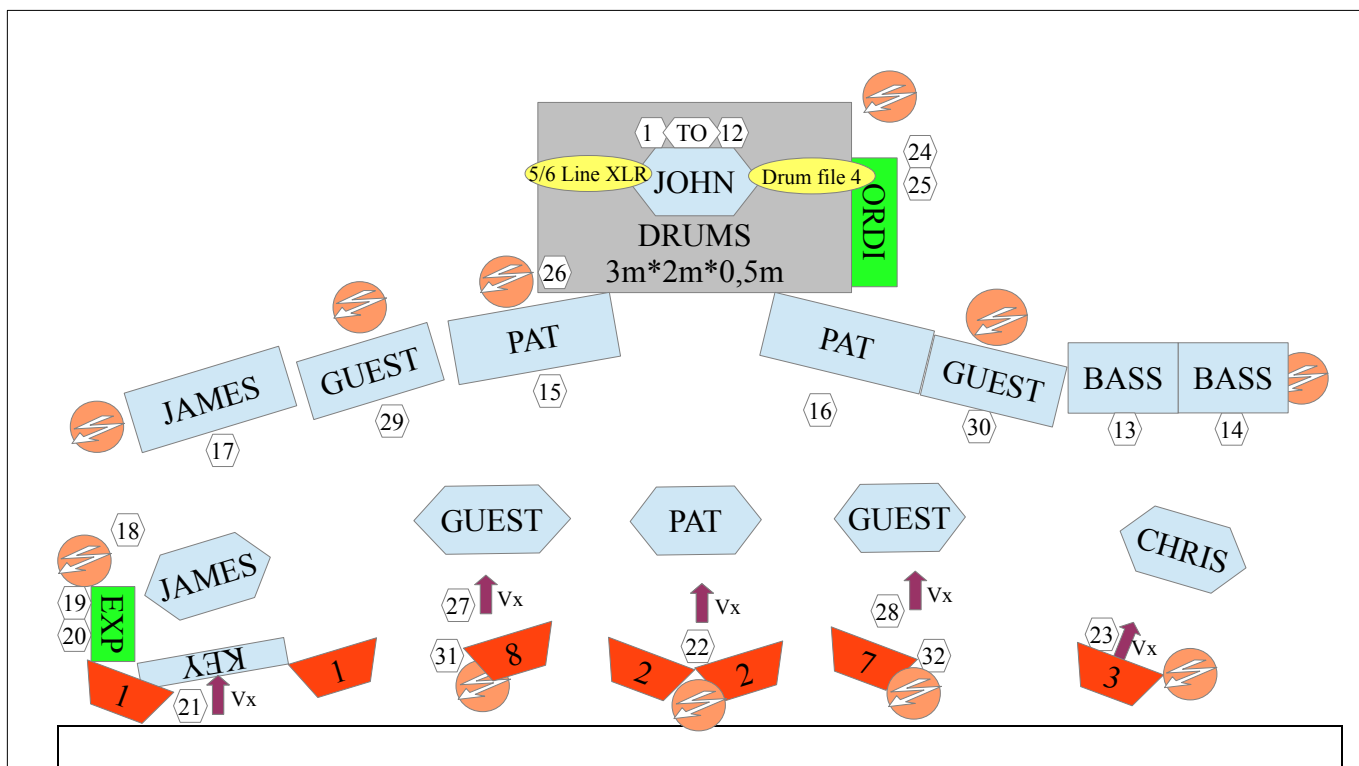 1 TO 12
24
5/6 Line XLR JOHN Drum file 4
25
ORDI
DRUMS
3m*2m*0,5m
26
PAT
PAT
GUEST
JAMES
GUEST
BASS BASS
15
16
29
30
13
14
17
GUEST
PAT
GUEST
CHRIS
18
JAMES
19
EXP
20
27
Vx
Vx
28
Vx
KEY
1
1
21
Vx
31
8
22
2
2
7
32
23
Vx
3